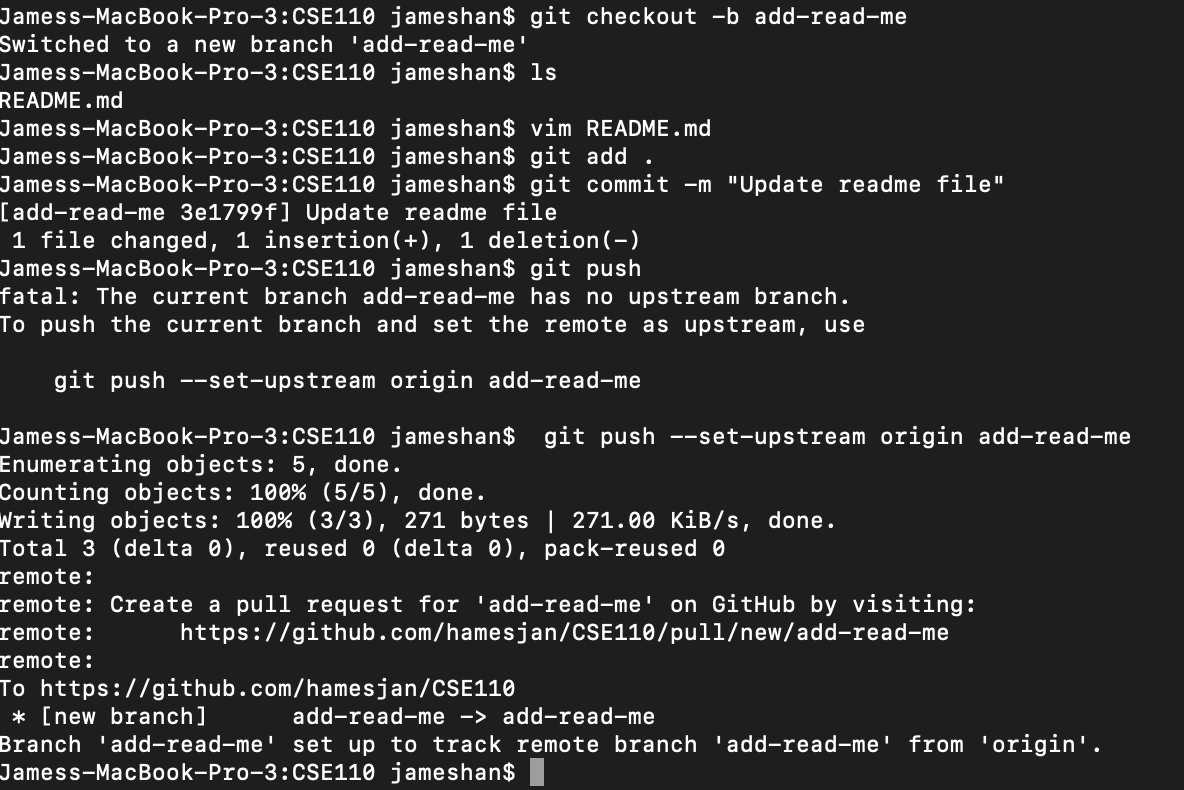 Jamess-MacBook-Pro-3:CSE110 jameshan$ git checkout -b add-read-me
Switched to a new branch 'add-read-me'
Jamess-MacBook-Pro-3:CSE110 jameshan$ ls
README.md
Jamess-MacBook-Pro-3:CSE110 jameshan$ vim README.md
Jamess-MacBook-Pro-3:CSE110 jameshan$ git add .
Jamess-MacBook-Pro-3:CSE110 jameshan$ git commit -m "Update readme file"
[add-read-me 3e1799f] Update readme file
 1 file changed, 1 insertion(+), 1 deletion(-)
Jamess-MacBook-Pro-3:CSE110 jameshan$ git push
fatal: The current branch add-read-me has no upstream branch.
To push the current branch and set the remote as upstream, use

    git push --set-upstream origin add-read-me

Jamess-MacBook-Pro-3:CSE110 jameshan$  git push --set-upstream origin add-read-me
Enumerating objects: 5, done.
Counting objects: 100% (5/5), done.
Writing objects: 100% (3/3), 271 bytes | 271.00 KiB/s, done.
Total 3 (delta 0), reused 0 (delta 0), pack-reused 0
remote:
remote: Create a pull request for 'add-read-me' on GitHub by visiting:
remote:      https://github.com/hamesjan/CSE110/pull/new/add-read-me
remote:
To https://github.com/hamesjan/CSE110
 * [new branch]      add-read-me -> add-read-me
Branch 'add-read-me' set up to track remote branch 'add-read-me' from 'origin'.
Jamess-MacBook-Pro-3:CSE110 jameshan$